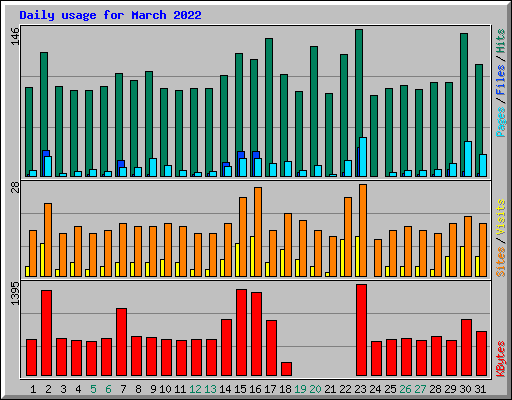 Daily usage for March 2022
146
Pages/Files/Hits
28
Sites/Visits
1395
KBytes
1 2 3 4 5 6 7 8 9 10 11 12 13 14 15 16 17 18 19 20 21 22 23 24 25 26 27 28 29 30 31